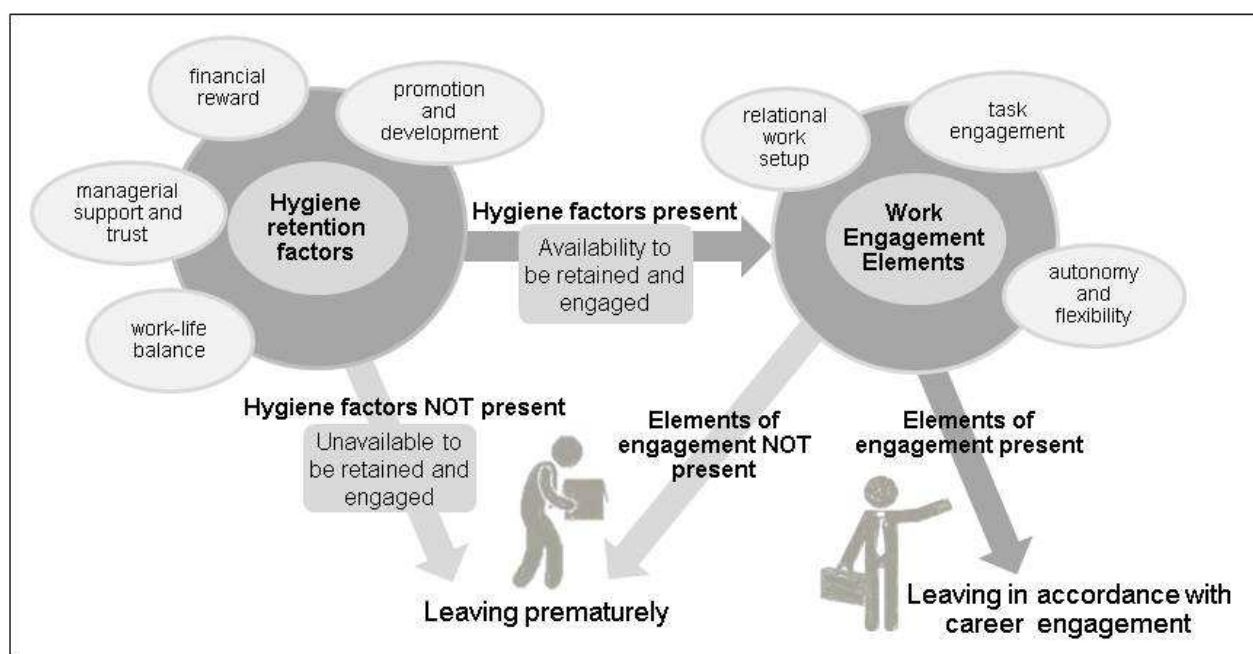 financial
reward
promotion
and
development
managerial
support and
trust
work-life
balance
Hygiene
retention
factors
Hygiene factors present
Availability to
be retained and
engaged
relational
work
setup
task
engagement
Work
Engagement
Elements
autonomy
and
flexibility
Hygiene factors NOT present
Unavailable to
be retained and
engaged
Elements of
engagement NOT
present
Elements of
engagement present
Leaving prematurely
Leaving in accordance with
career engagement